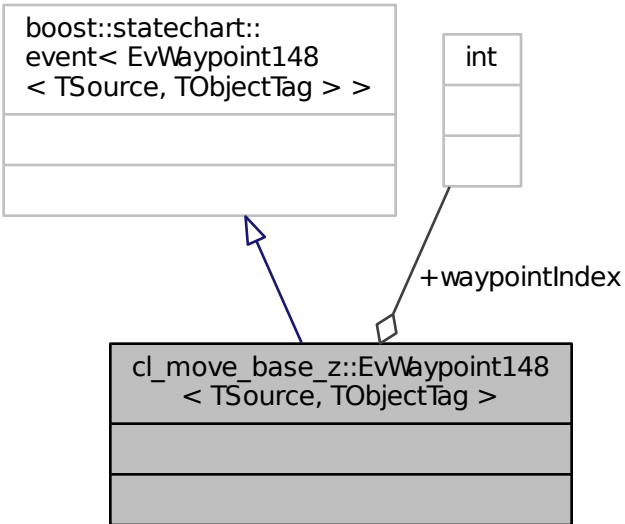 boost::statechart::
event< EvWaypoint148
< TSource, TObjectTag > >
int
+waypointIndex
cl_move_base_z::EvWaypoint148
< TSource, TObjectTag >